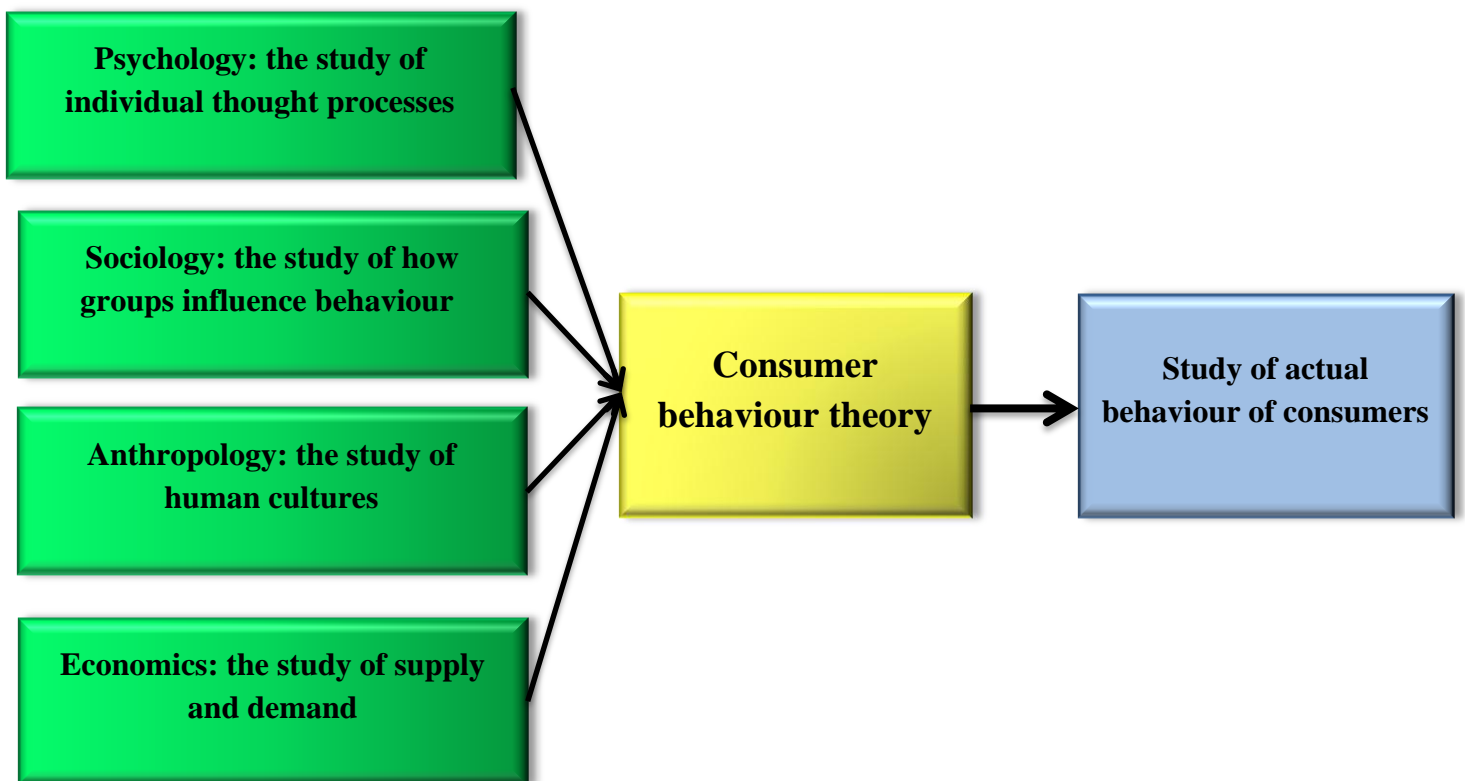 Psychology: the study of
individual thought processes
Sociology: the study of how
groups influence behaviour
Anthropology: the study of
human cultures
Economics: the study of supply
and demand
Consumer
behaviour theory
Study of actual
behaviour of consumers